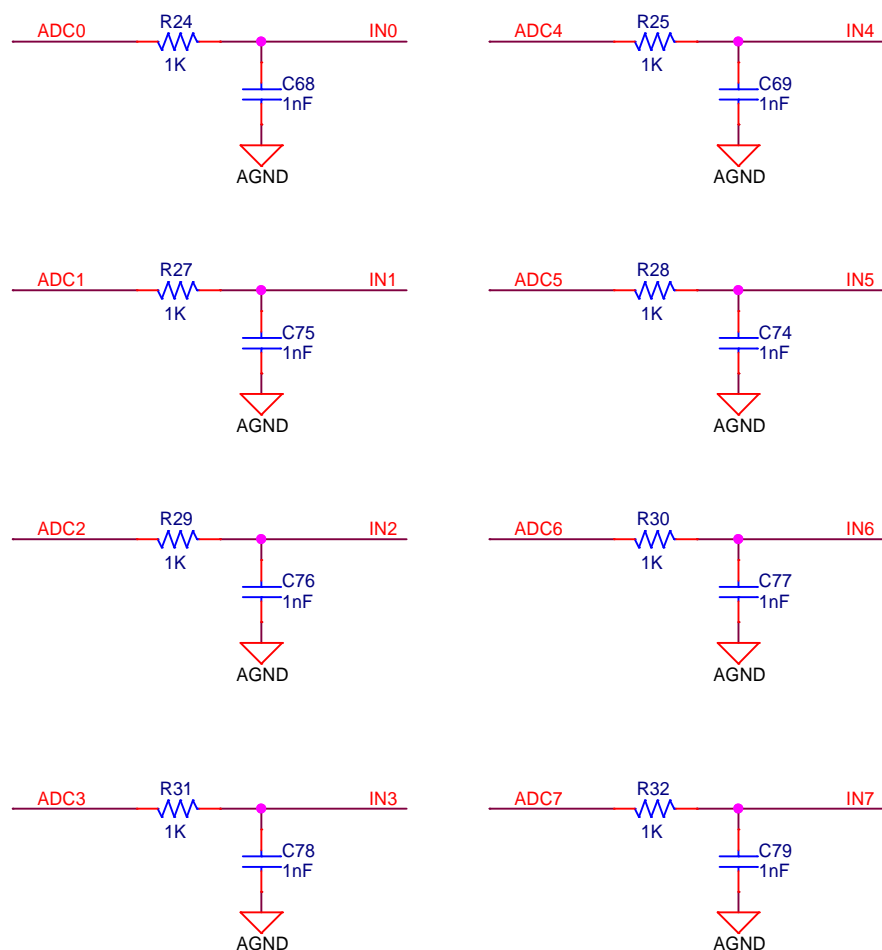 R24
ADC0 IN0
1K
C68
1nF
AGND
R25
ADC4 IN4
1K
C69
1nF
AGND
R27
ADC1 IN1
1K
C75
1nF
AGND
R28
ADC5 IN5
1K
C74
1nF
AGND
R29
ADC2 IN2
1K
C76
1nF
AGND
R30
ADC6 IN6
1K
C77
1nF
AGND
R31
ADC3 IN3
1K
C78
1nF
AGND
R32
ADC7 IN7
1K
C79
1nF
AGND